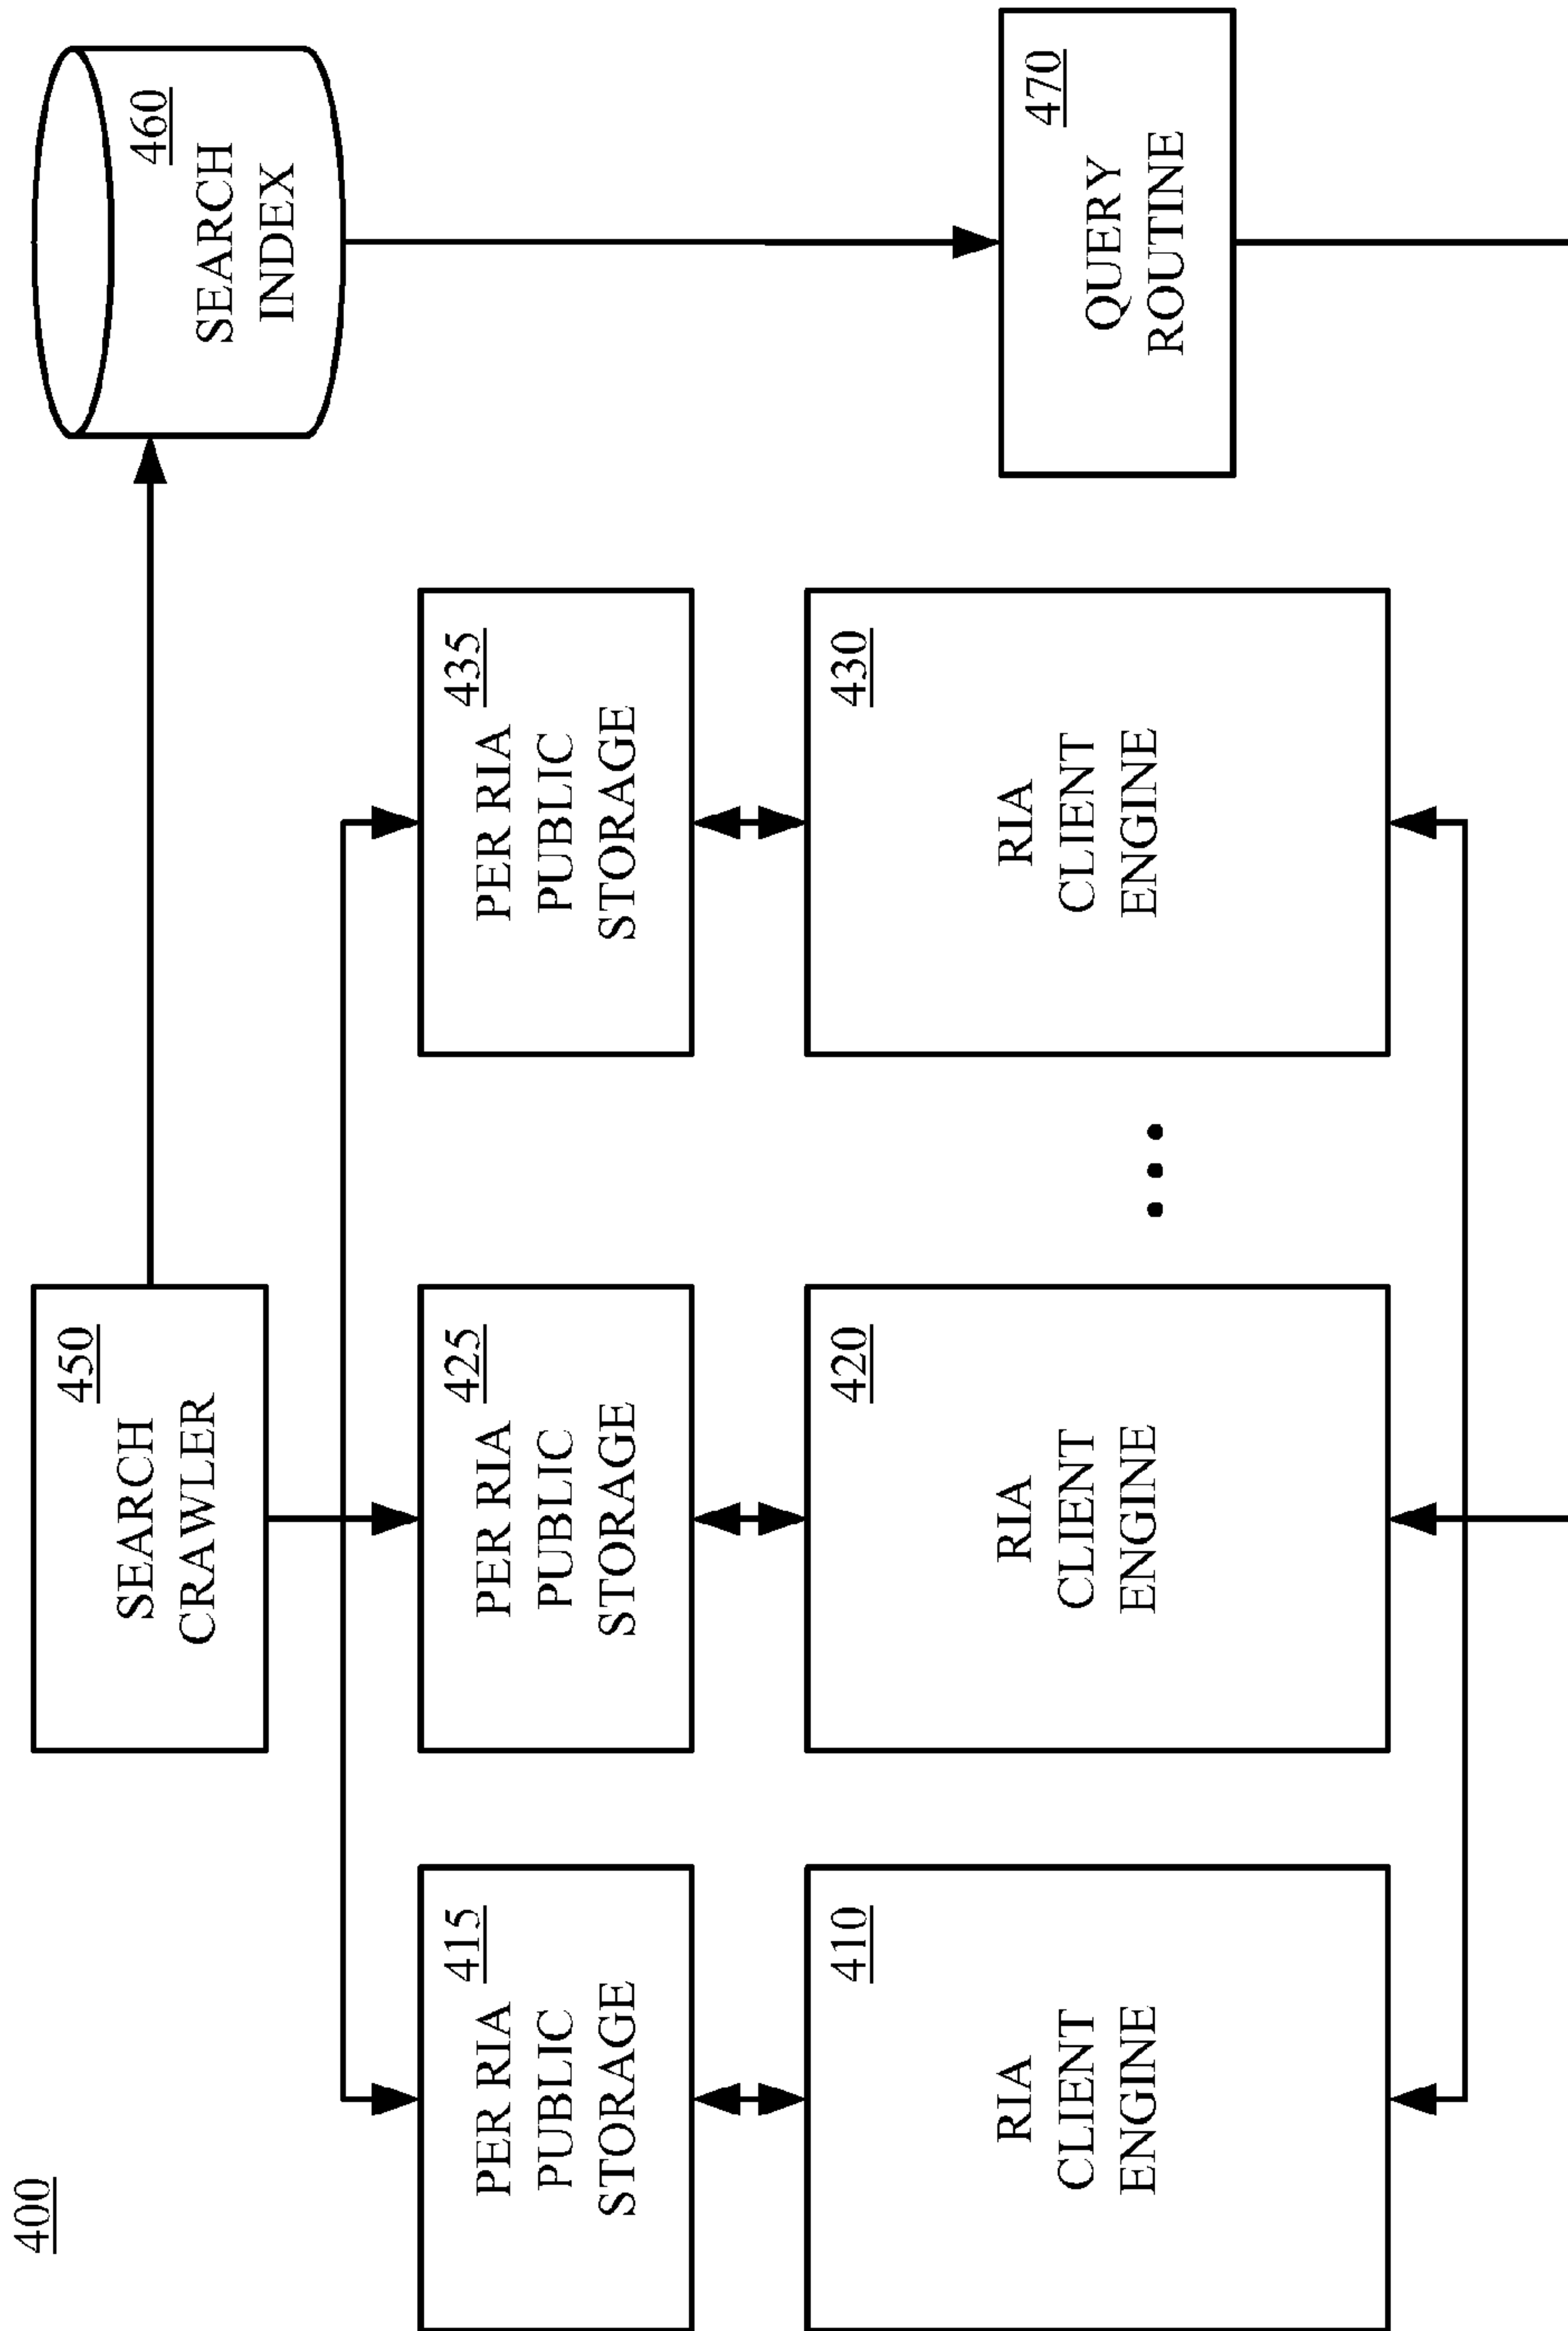 400
450
SEARCH
CRAWLER
460
SEARCH
INDEX
415
PER RIA
PUBLIC
STORAGE
425
PER RIA
PUBLIC
STORAGE
435
PER RIA
PUBLIC
STORAGE
410
RIA
CLIENT
ENGINE
420
RIA
CLIENT
ENGINE
430
RIA
CLIENT
ENGINE
470
QUERY
ROUTINE